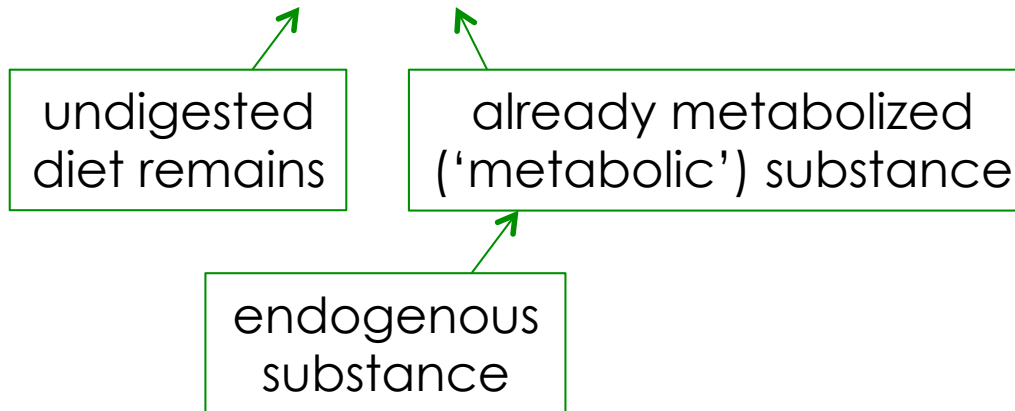 undigested
diet remains
already metabolized
(‘metabolic’) substance
endogenous
substance